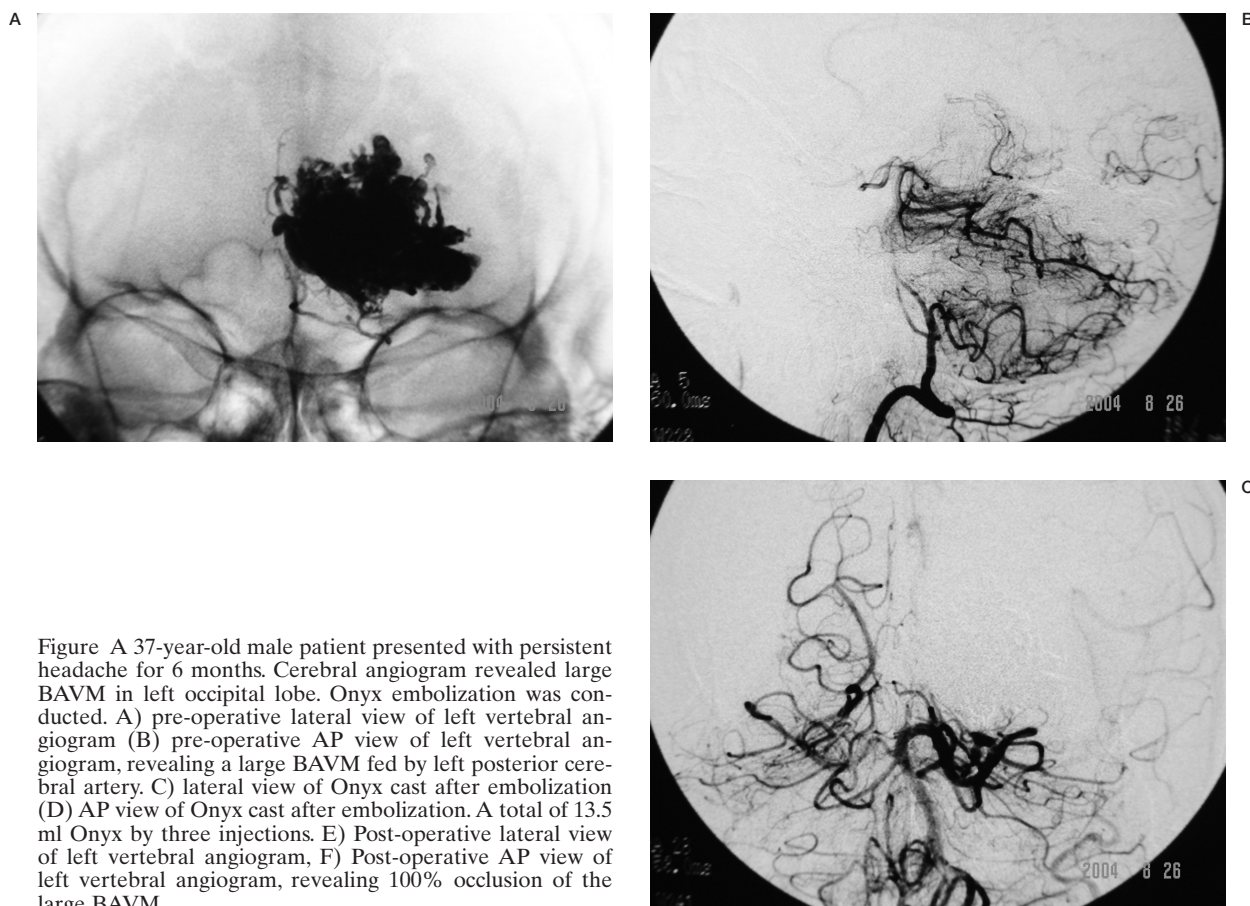 A
B
2004 8 26
2004 8 26
C
Figure A 37-year-old male patient presented with persistent
headache for 6 months. Cerebral angiogram revealed large
BAVM in left occipital lobe. Onyx embolization was con-
ducted. A) pre-operative lateral view of left vertebral an-
giogram (B) pre-operative AP view of left vertebral an-
giogram, revealing a large BAVM fed by left posterior cere-
bral artery. C) lateral view of Onyx cast after embolization
(D) AP view of Onyx cast after embolization. A total of 13.5
ml Onyx by three injections. E) Post-operative lateral view
of left vertebral angiogram, F) Post-operative AP view of
left vertebral angiogram, revealing 100% occlusion of the
large BAVM